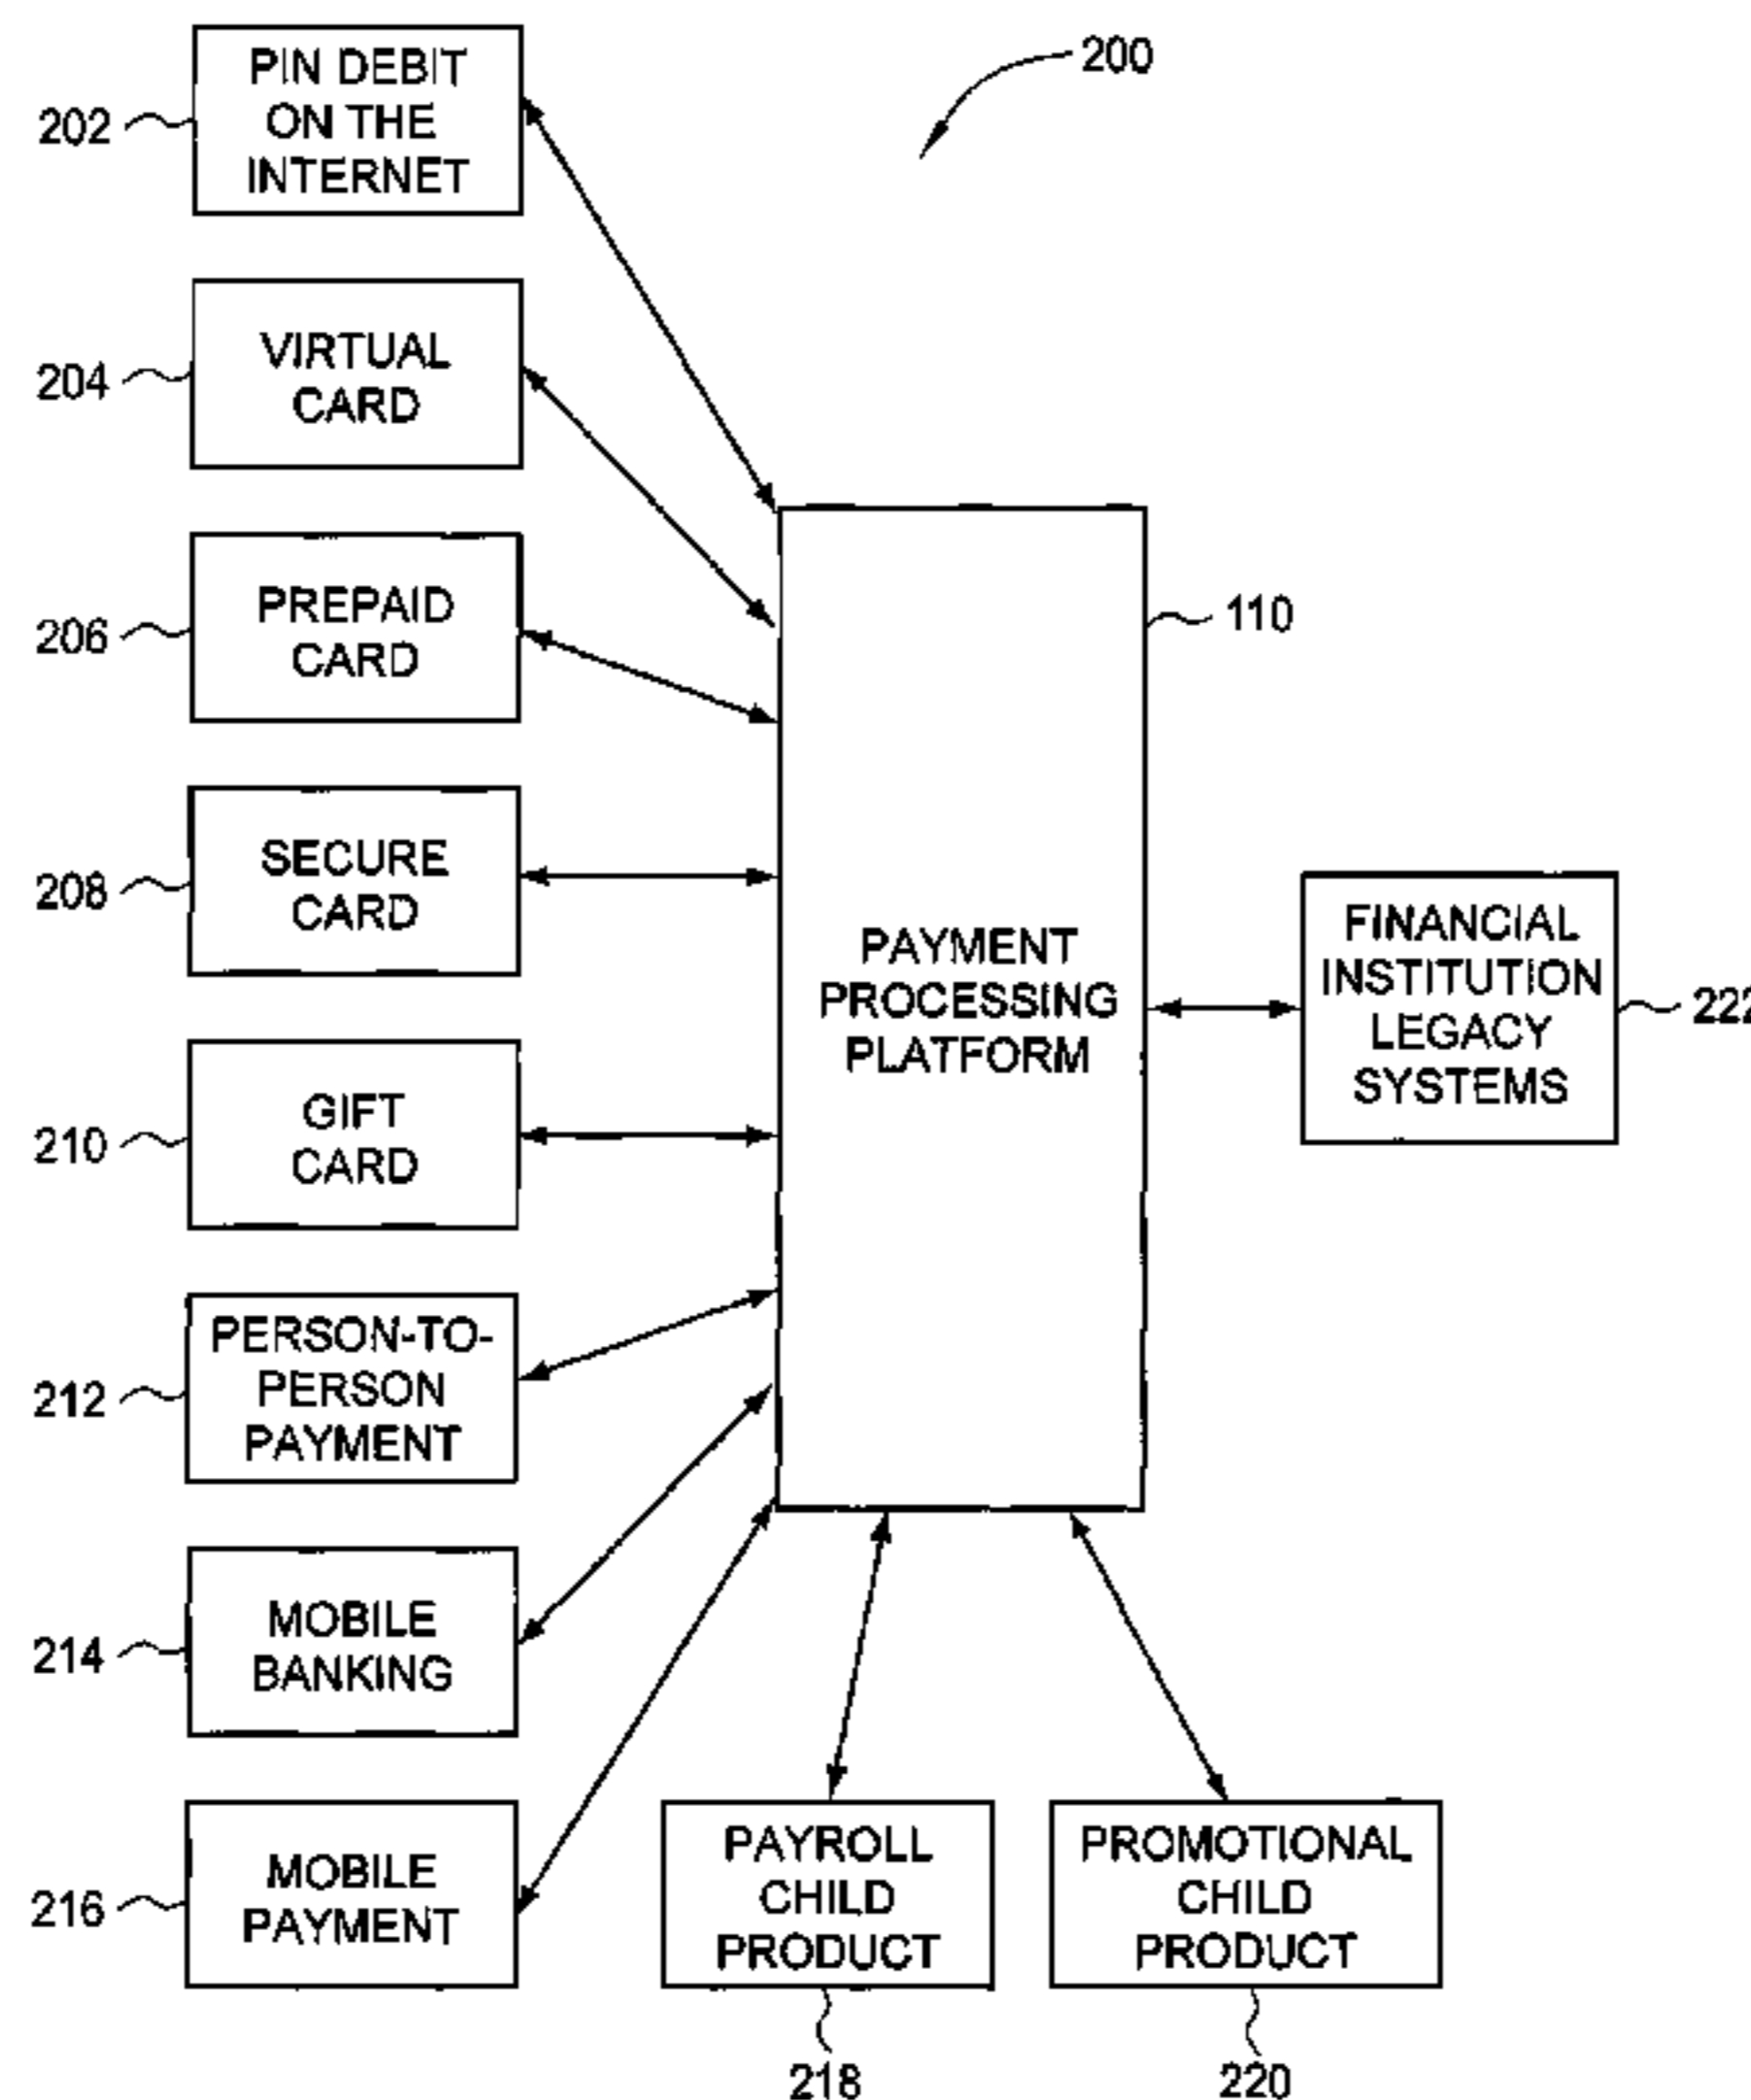 200
202
PIN DEBIT
ON THE
INTERNET
204
VIRTUAL
CARD
206
PREPAID
CARD
110
208
SECURE
CARD
PAYMENT
PROCESSING
PLATFORM
FINANCIAL
INSTITUTION
LEGACY
SYSTEMS
222
210
GIFT
CARD
212
PERSON-TO-
PERSON
PAYMENT
214
MOBILE
BANKING
216
MOBILE
PAYMENT
PAYROLL
CHILD
PRODUCT
218
PROMOTIONAL
CHILD
PRODUCT
220